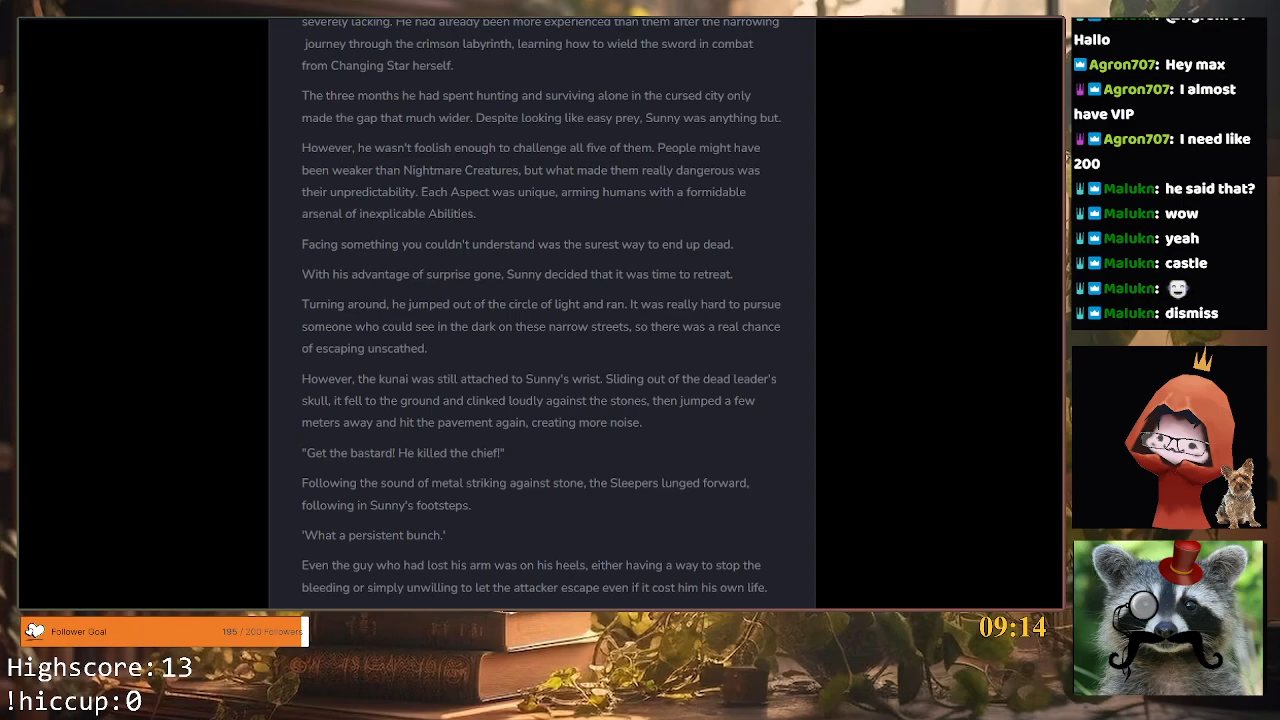 severely lacking. He had already been more experienced than them after the narrowing
journey through the crimson labyrinth, learning how to wield the sword in combat
from Changing Star herself.
The three months he had spent hunting and surviving alone in the cursed city only
made the gap that much wider. Despite looking like easy prey, Sunny was anything but.
However, he wasn't foolish enough to challenge all five of them. People might have
been weaker than Nightmare Creatures, but what made them really dangerous was
their unpredictability. Each Aspect was unique, arming humans with a formidable
arsenal of inexplicable Abilities.
Facing something you couldn't understand was the surest way to end up dead.
With his advantage of surprise gone, Sunny decided that it was time to retreat.
Turning around, he jumped out of the circle of light and ran. It was really hard to pursue
someone who could see in the dark on these narrow streets, so there was a real chance
of escaping unscathed.
However, the kunai was still attached to Sunny's wrist. Sliding out of the dead leader's
skull, it fell to the ground and clinked loudly against the stones, then jumped a few
meters away and hit the pavement again, creating more noise.
"Get the bastard! He killed the chief!"
Following the sound of metal striking against stone, the Sleepers lunged forward,
following in Sunny's footsteps.
'What a persistent bunch.'
Even the guy who had lost his arm was on his heels, either having a way to stop the
bleeding or simply unwilling to let the attacker escape even if it cost him his own life.
Hallo
Agron707: Hey max
Agron707: I almost
have VIP
Agron707: I need like
200
Malukn: he said that?
Malukn: wow
Malukn: yeah
Malukn: castle
Malukn:
Malukn: dismiss
Follower Goal
195 / 200 Followers
09:14
Highscore:13
!hiccup:0